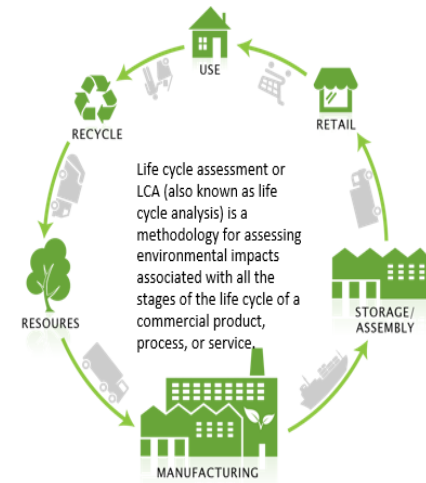 USE
RETAIL
RECYCLE
Life cycle assessment or
LCA (also known as life
cycle analysis) is a
methodology for assessing
environmental impacts
associated with all the
stages of the life cycle of a
commercial product,
process, or service.
STORAGE/
ASSEMBLY
RESOURES
MANUFACTURING